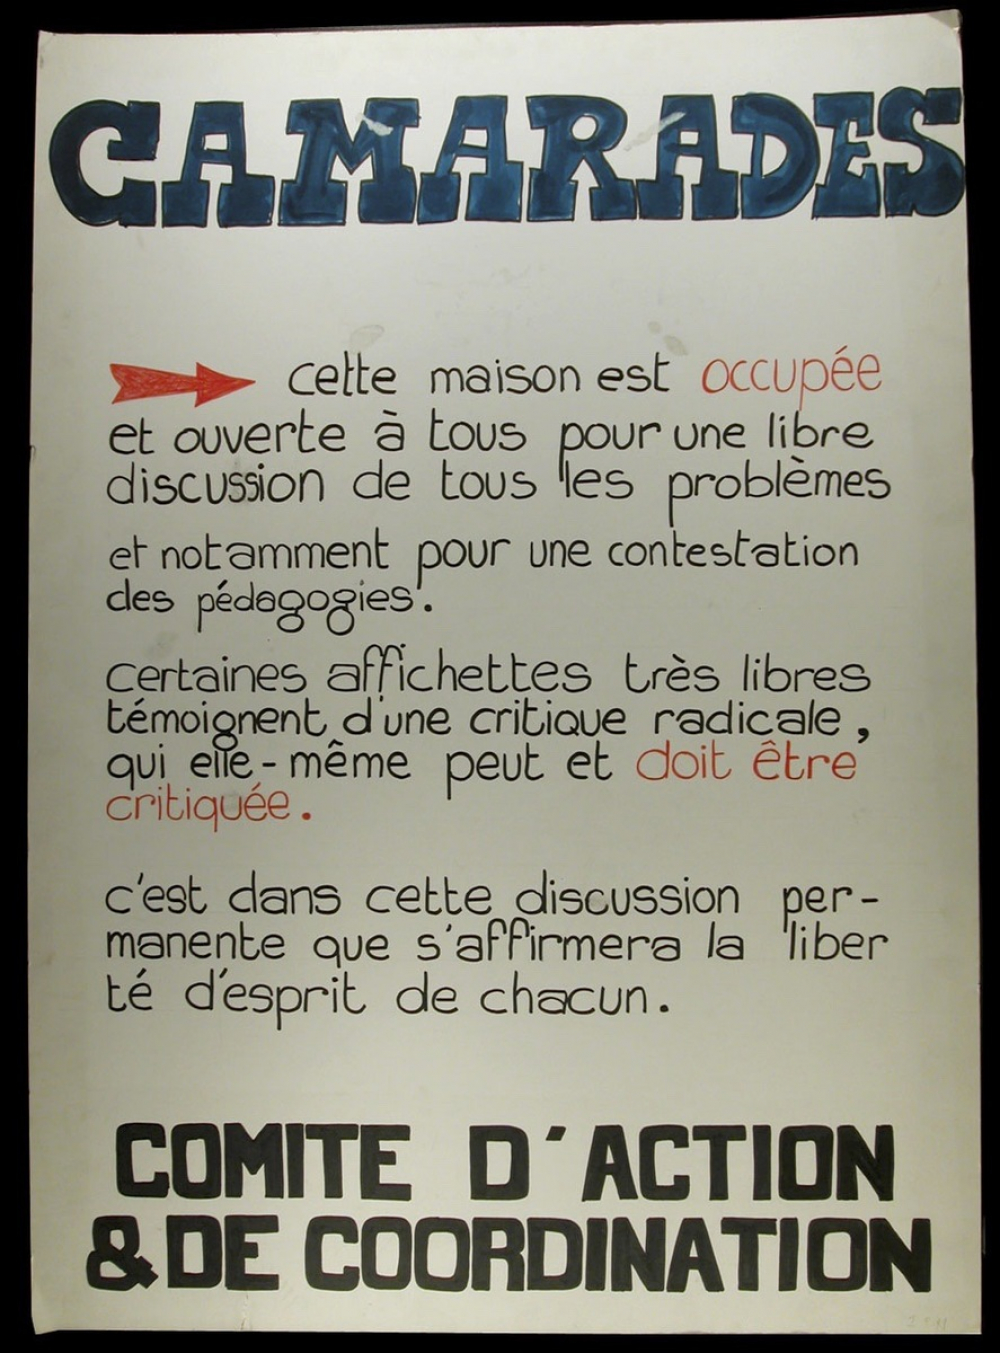 CAMARADES
cette maison est occupée
et ouverte à tous pour une libre
discussion de tous les problèmes
et notamment pour une contestation
des pédagogies.
certaines affichettes très libres
témoignent d'une critique radicale,
qui elle-même peut et doit être
critiquée.
c'est dans cette discussion per-
manente que s'affirmera la liber
té d'esprit de chacun.
COMITE D'ACTION
& DE COORDINATION